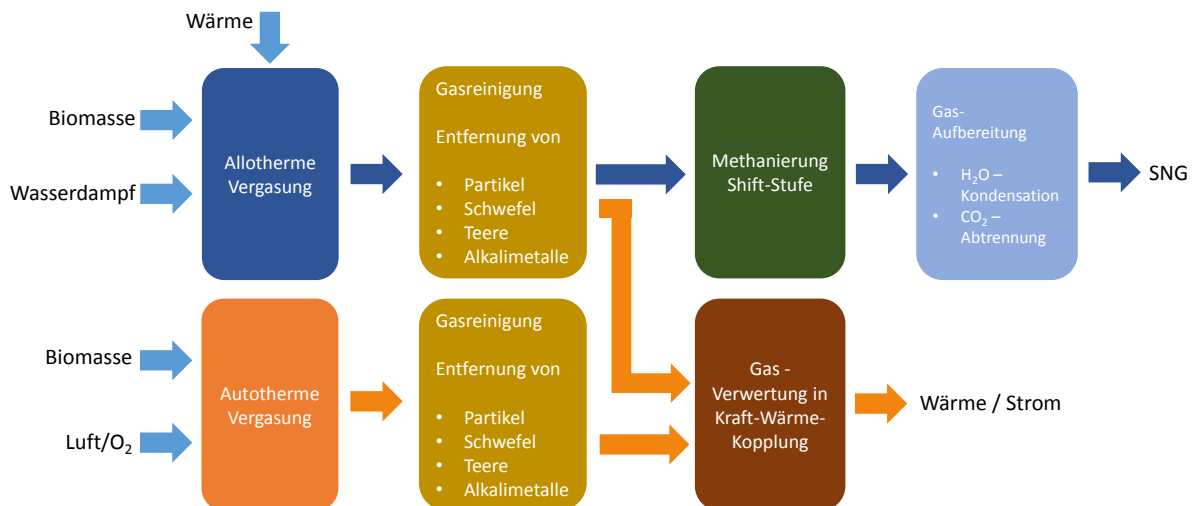 Wärme
Biomasse
Wasserdampf
Allotherme
Vergasung
Gasreinigung
Entfernung von
• Partikel
• Schwefel
• Teere
• Alkalimetalle
Methanierung
Shift-Stufe
Gas-
Aufbereitung
• H₂O –
Kondensation
• CO₂ –
Abtrennung
SNG
Biomasse
Luft/O₂
Autotherme
Vergasung
Gasreinigung
Entfernung von
• Partikel
• Schwefel
• Teere
• Alkalimetalle
Gas -
Verwertung in
Kraft-Wärme-
Kopplung
Wärme / Strom